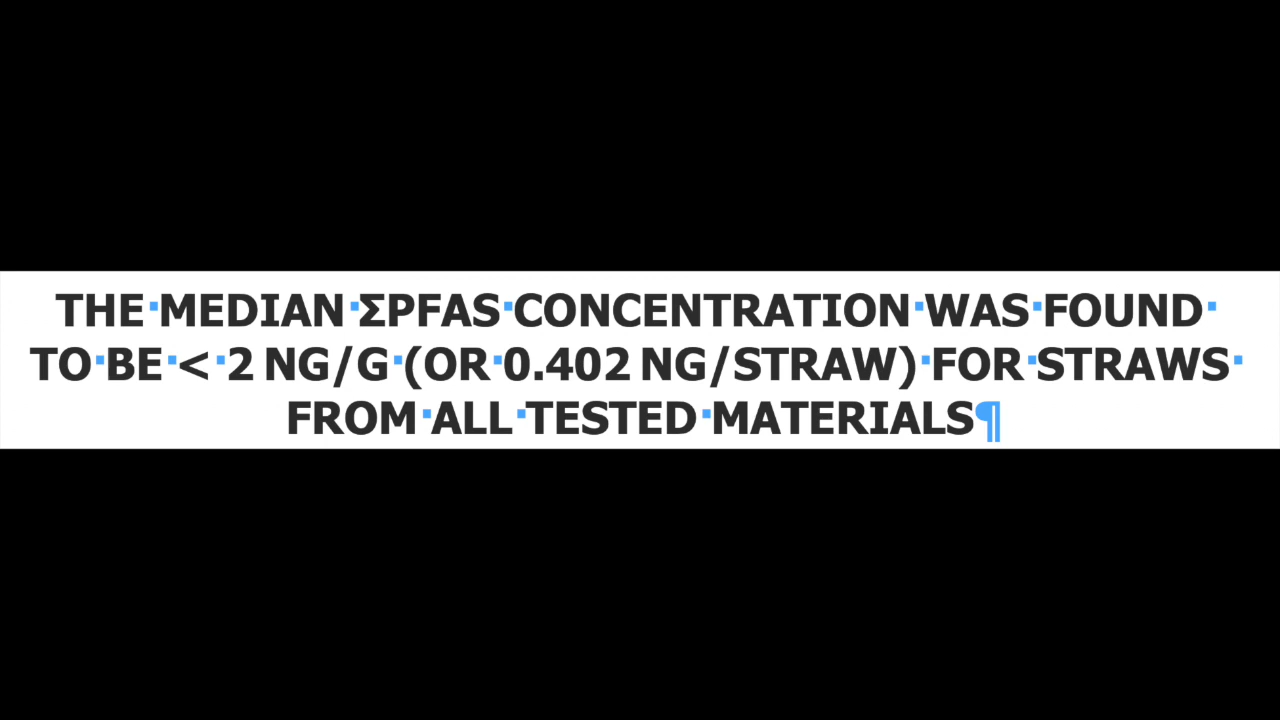 THE·MEDIAN·ΣPFAS·CONCENTRATION·WAS·FOUND·
TO·BE·<·2 NG/G·(OR·0.402 NG/STRAW)·FOR·STRAWS·
FROM·ALL·TESTED·MATERIALS¶